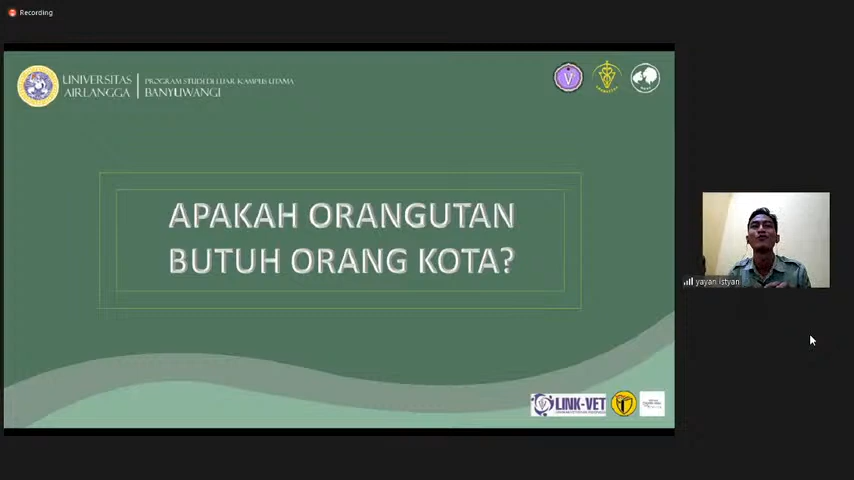 Recording
UNIVERSITAS
AIRLANGGA
PROGRAM STUDI DI LUAR KAMPUS UTAMA
BANYUWANGI
V
APAKAH ORANGUTAN
BUTUH ORANG KOTA?
yayan istyan
LINK-VET